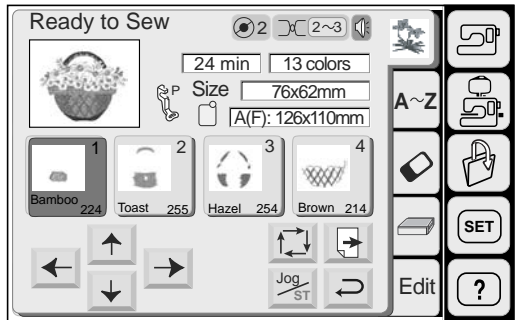 Ready to Sew
2
2~3
24 min
13 colors
P
Size
76x62mm
A(F): 126x110mm
A~Z
1
Bamboo
224
2
Toast
255
3
Hazel
254
4
Brown
214
SET
Jog
ST
Edit
?